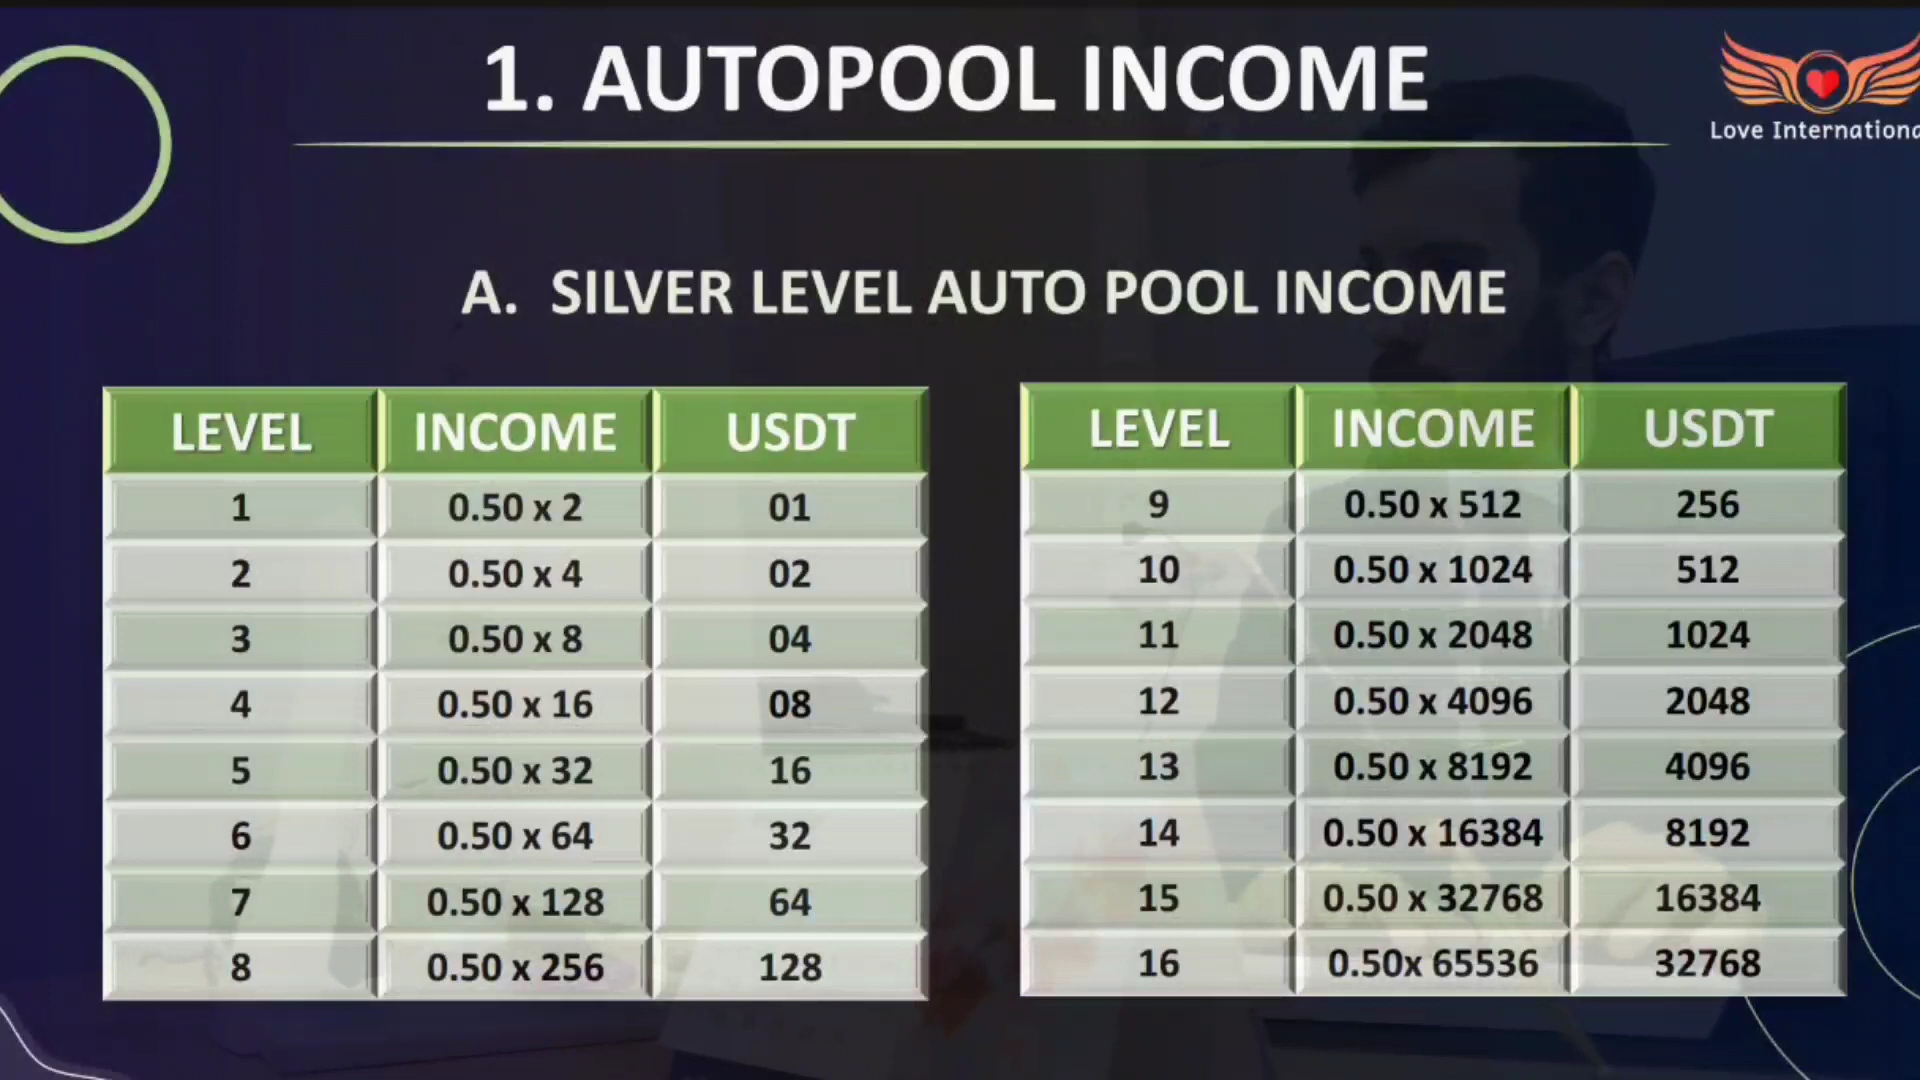 1. AUTOPOOL INCOME
Love Internationa
A. SILVER LEVEL AUTO POOL INCOME
LEVEL INCOME USDT
1 0.50 x 2 01
2 0.50 x 4 02
3 0.50 x 8 04
4 0.50 x 16 08
5 0.50 x 32 16
6 0.50 x 64 32
7 0.50 x 128 64
8 0.50 x 256 128
LEVEL INCOME USDT
9 0.50 x 512 256
10 0.50 x 1024 512
11 0.50 x 2048 1024
12 0.50 x 4096 2048
13 0.50 x 8192 4096
14 0.50 x 16384 8192
15 0.50 x 32768 16384
16 0.50x 65536 32768